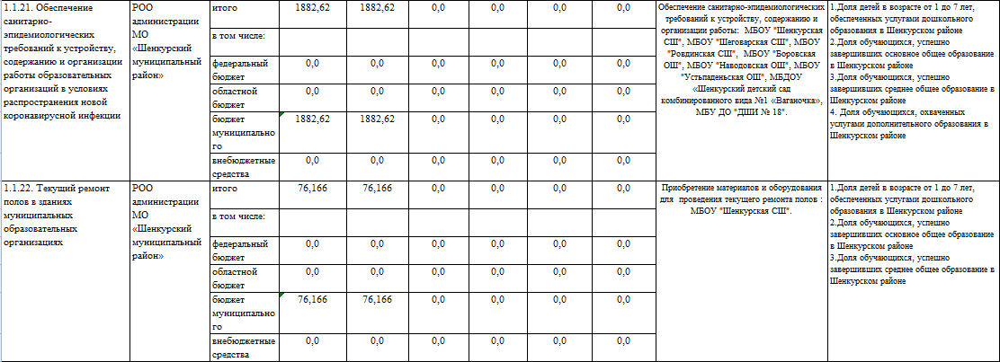 1.1.21. Обеспечение
санитарно-
эпидемиологических
требований к устройству,
содержанию и организации
работы образовательных
организаций в условиях
распространения новой
коронавирусной инфекции
РОО
администрации
МО
«Шенкурский
муниципальный
район»
итого 1882,62 1882,62 0,0 0,0 0,0 0,0
в том числе:
федеральный
бюджет 0,0 0,0 0,0 0,0 0,0 0,0
областной
бюджет 0,0 0,0 0,0 0,0 0,0 0,0
бюджет
муниципально
го 1882,62 1882,62 0,0 0,0 0,0 0,0
внебюджетные
средства 0,0 0,0 0,0 0,0 0,0 0,0
Обеспечение санитарно-эпидемиологических
требований к устройству, содержанию и
организации работы: МБОУ "Шенкурская
СШ", МБОУ "Шеговарская СШ", МБОУ
"Ровдинская СШ", МБОУ "Боровская
ОШ", МБОУ "Наводовская ОШ", МБОУ
"Устьпаденьская ОШ", МБДОУ
«Шенкурский детский сад
комбинированного вида №1 «Ваганочка»,
МБУ ДО "ДШИ № 18".
1.Доля детей в возрасте от 1 до 7 лет,
обеспеченных услугами дошкольного
образования в Шенкурском районе
2.Доля обучающихся, успешно
завершивших основное общее образование
в Шенкурском районе
3.Доля обучающихся, успешно
завершивших среднее общее образование в
Шенкурском районе
4. Доля обучающихся, охваченных
услугами дополнительного образования в
Шенкурском районе
1.1.22. Текущий ремонт
полов в зданиях
муниципальных
образовательных
организациях
РОО
администрации
МО
«Шенкурский
муниципальный
район»
итого 76,166 76,166 0,0 0,0 0,0 0,0
в том числе:
федеральный
бюджет 0,0 0,0 0,0 0,0 0,0 0,0
областной
бюджет 0,0 0,0 0,0 0,0 0,0 0,0
бюджет
муниципально
го 76,166 76,166 0,0 0,0 0,0 0,0
внебюджетные
средства 0,0 0,0 0,0 0,0 0,0 0,0
Приобретение материалов и оборудования
для проведения текущего ремонта полов :
МБОУ "Шенкурская СШ".
1.Доля детей в возрасте от 1 до 7 лет,
обеспеченных услугами дошкольного
образования в Шенкурском районе
2.Доля обучающихся, успешно
завершивших основное общее образование
в Шенкурском районе
3.Доля обучающихся, успешно
завершивших среднее общее образование в
Шенкурском районе